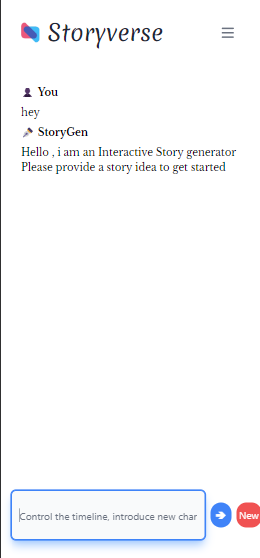 Storyverse
You
hey
StoryGen
Hello , i am an Interactive Story generator
Please provide a story idea to get started
Control the timeline, introduce new char
New